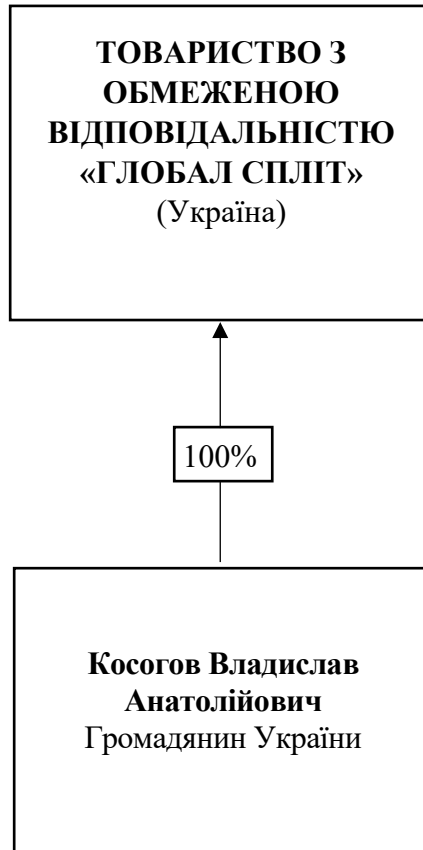 ТОВАРИСТВО З
ОБМЕЖЕНОЮ
ВІДПОВІДАЛЬНІСТЮ
«ГЛОБАЛ СПЛІТ»
(Україна)
100%
Косогов Владислав
Анатолійович
Громадянин України